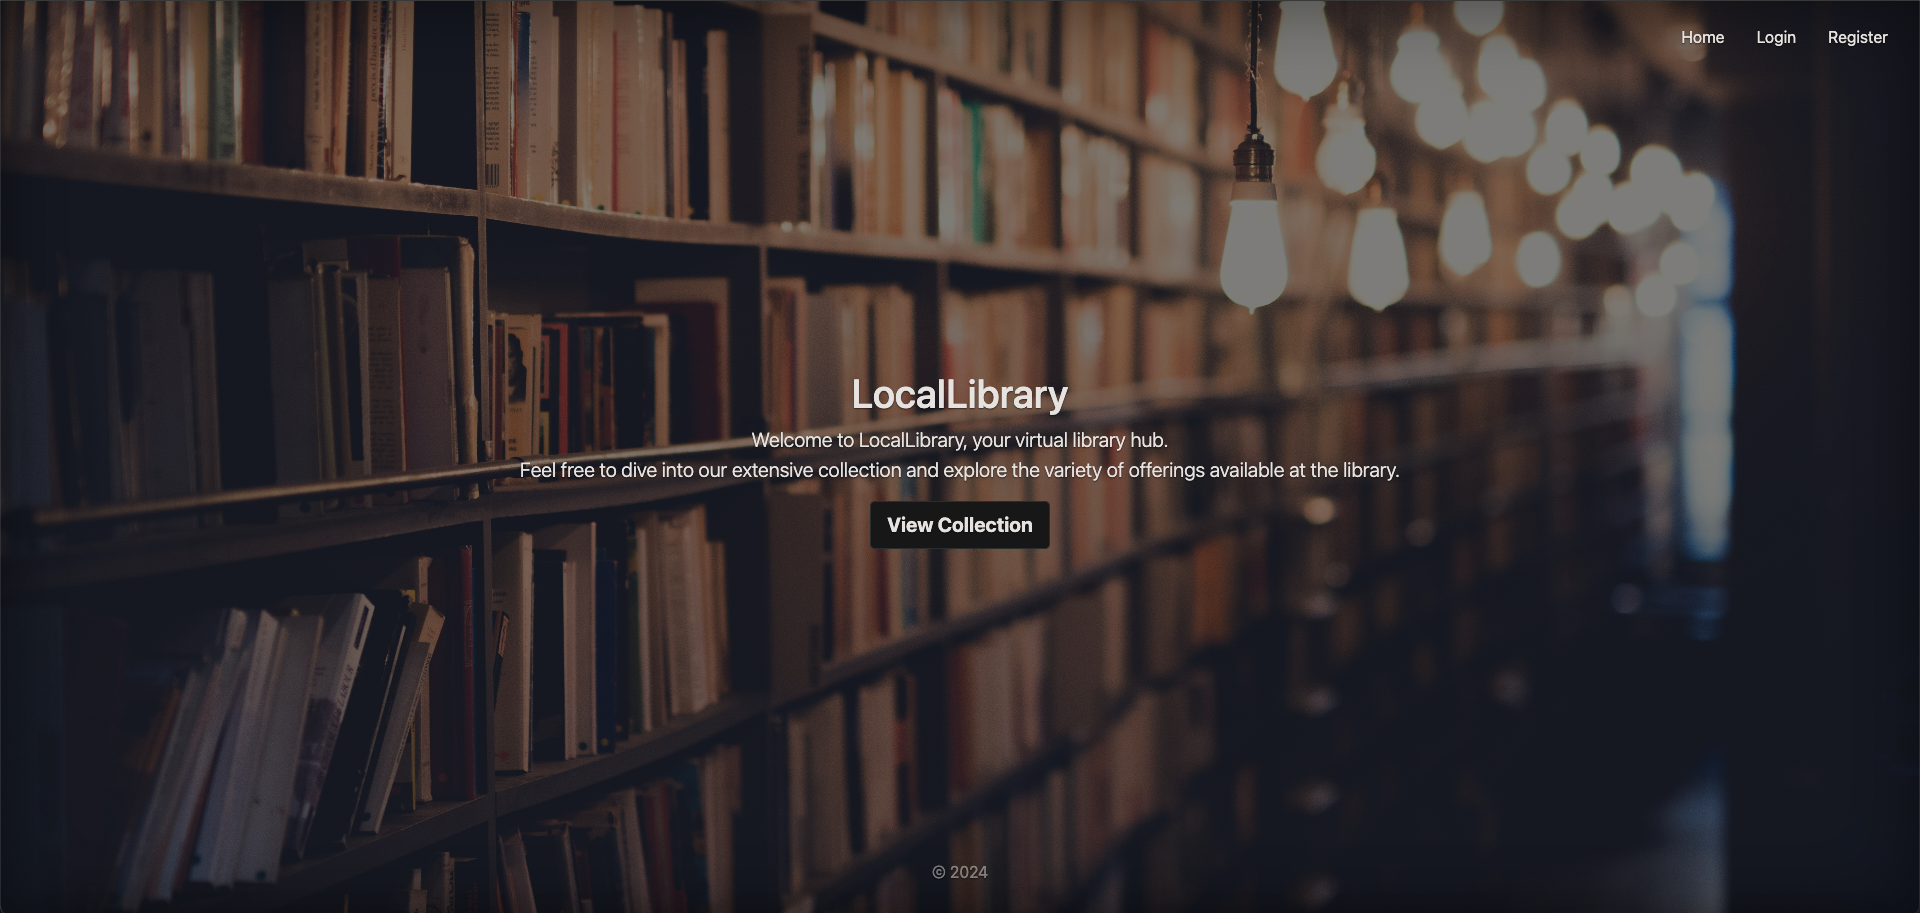 Home Login Register
LocalLibrary
Welcome to LocalLibrary, your virtual library hub.
Feel free to dive into our extensive collection and explore the variety of offerings available at the library.
View Collection
© 2024